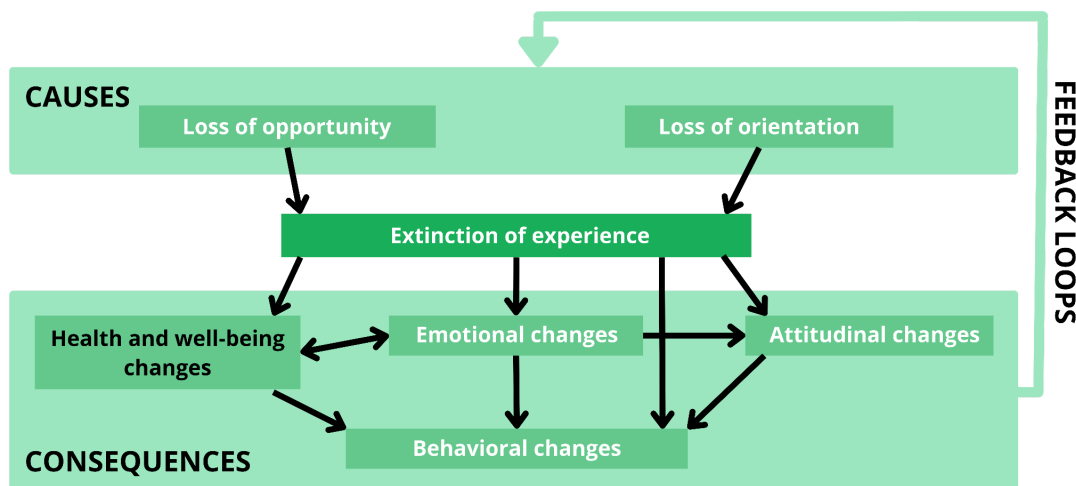 CAUSES
Loss of opportunity
Loss of orientation
Extinction of experience
Health and well-being
changes
Emotional changes
Attitudinal changes
Behavioral changes
CONSEQUENCES
FEEDBACK LOOPS